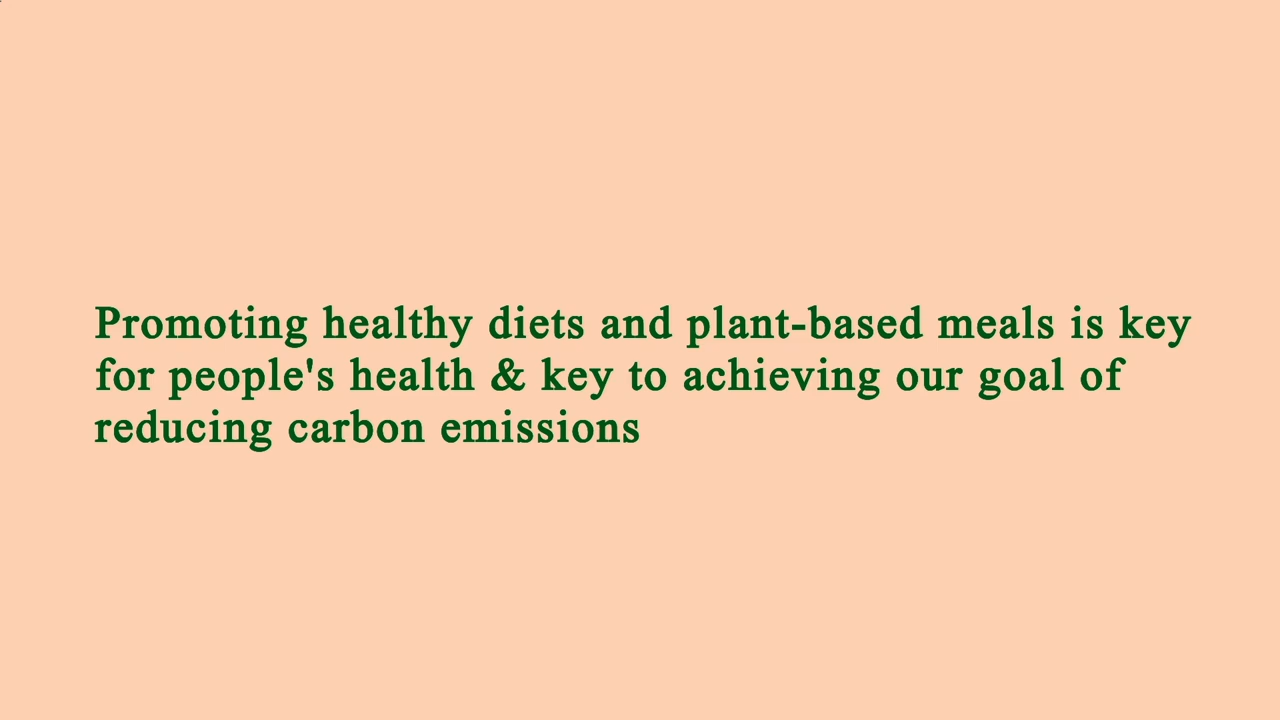 Promoting healthy diets and plant-based meals is key
for people's health & key to achieving our goal of
reducing carbon emissions